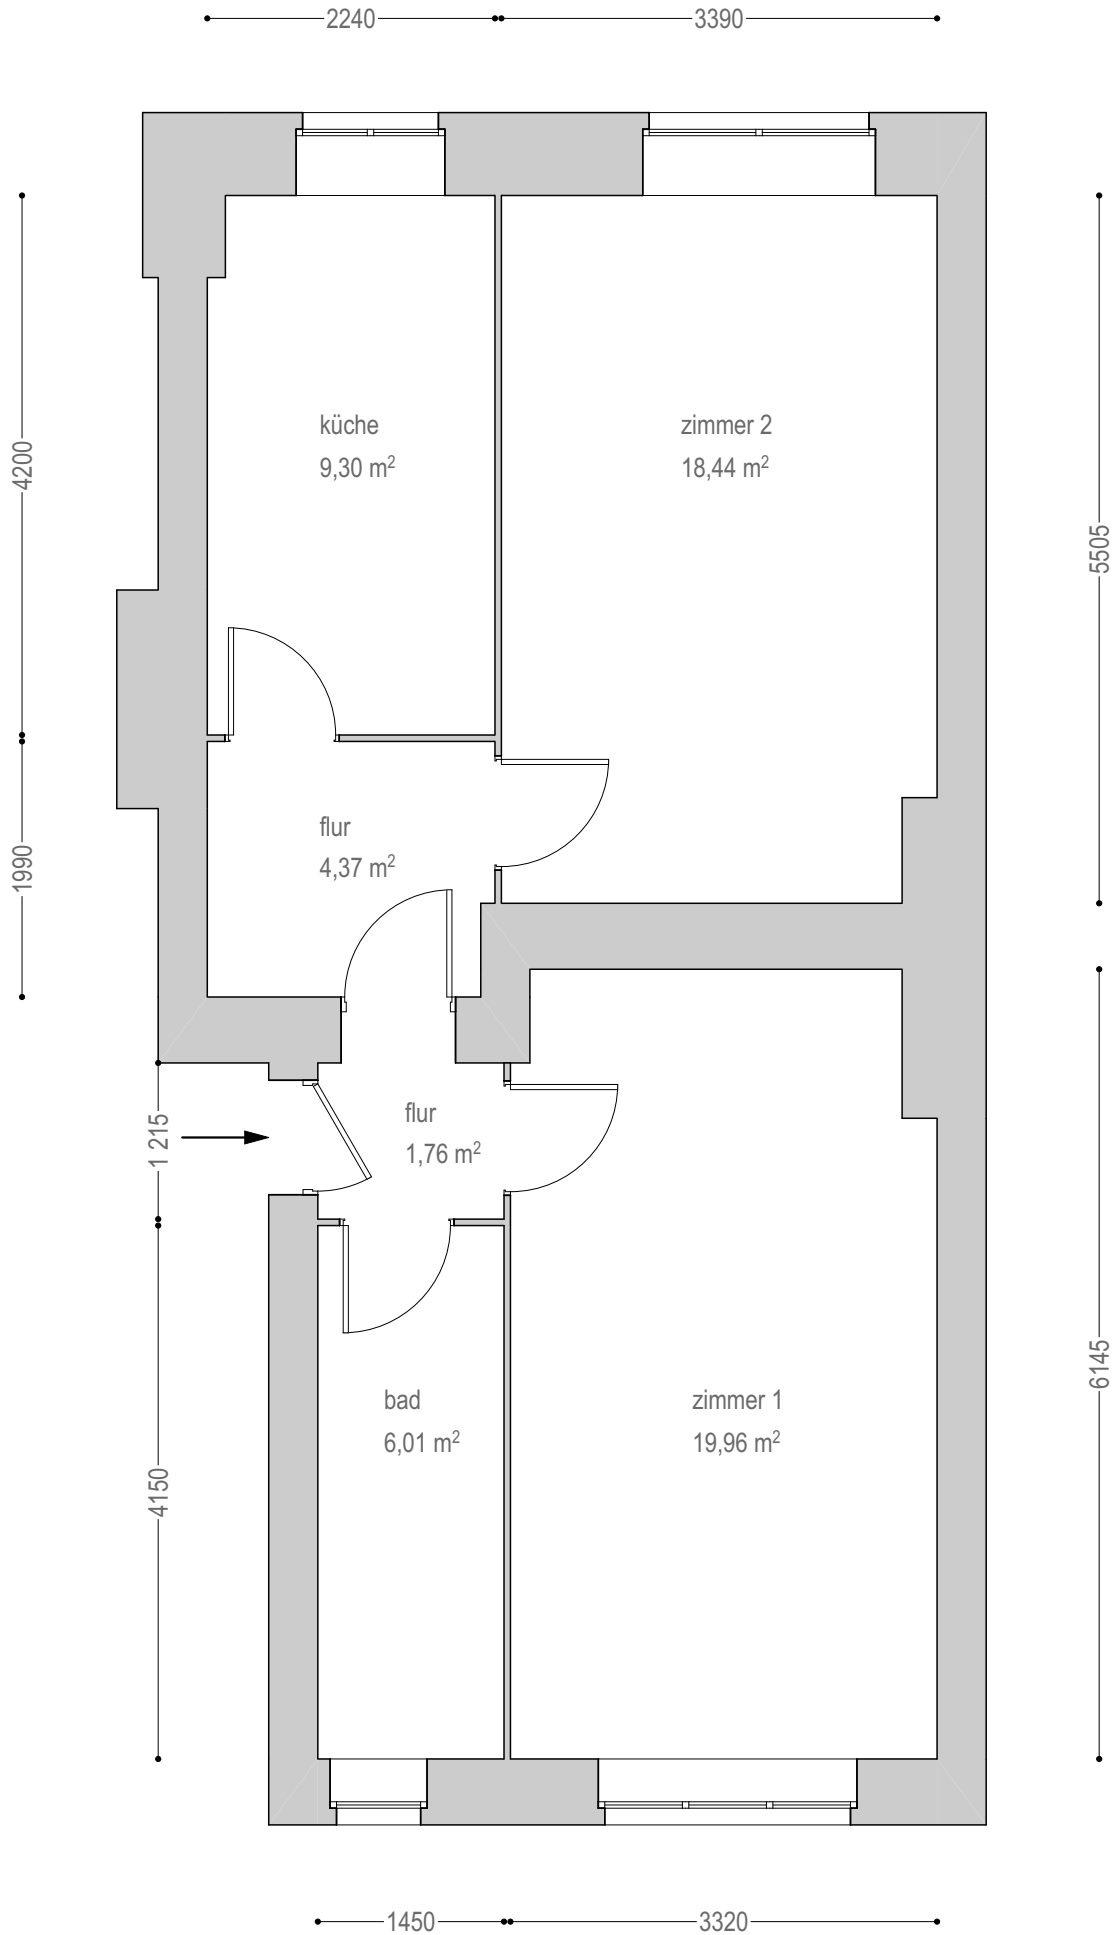 2240
3390
küche
9,30 m²
zimmer 2
18,44 m²
4200
5505
flur
4,37 m²
1990
flur
1,76 m²
1 215
6145
bad
6,01 m²
zimmer 1
19,96 m²
4150
1450
3320